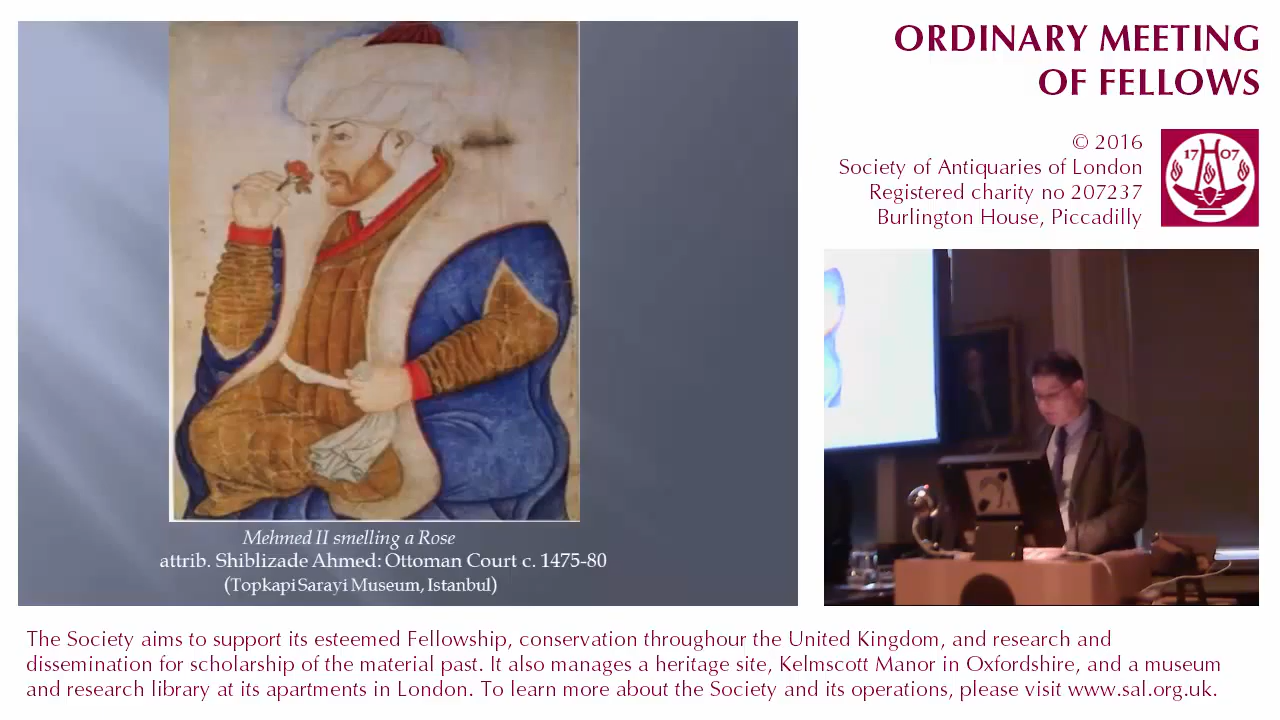 ORDINARY MEETING
OF FELLOWS
© 2016
Society of Antiquaries of London
Registered charity no 207237
Burlington House, Piccadilly
17 07
Mehmed II smelling a Rose
attrib. Shiblizade Ahmed: Ottoman Court c. 1475-80
(Topkapi Sarayi Museum, Istanbul)
The Society aims to support its esteemed Fellowship, conservation throughour the United Kingdom, and research and
dissemination for scholarship of the material past. It also manages a heritage site, Kelmscott Manor in Oxfordshire, and a museum
and research library at its apartments in London. To learn more about the Society and its operations, please visit www.sal.org.uk.